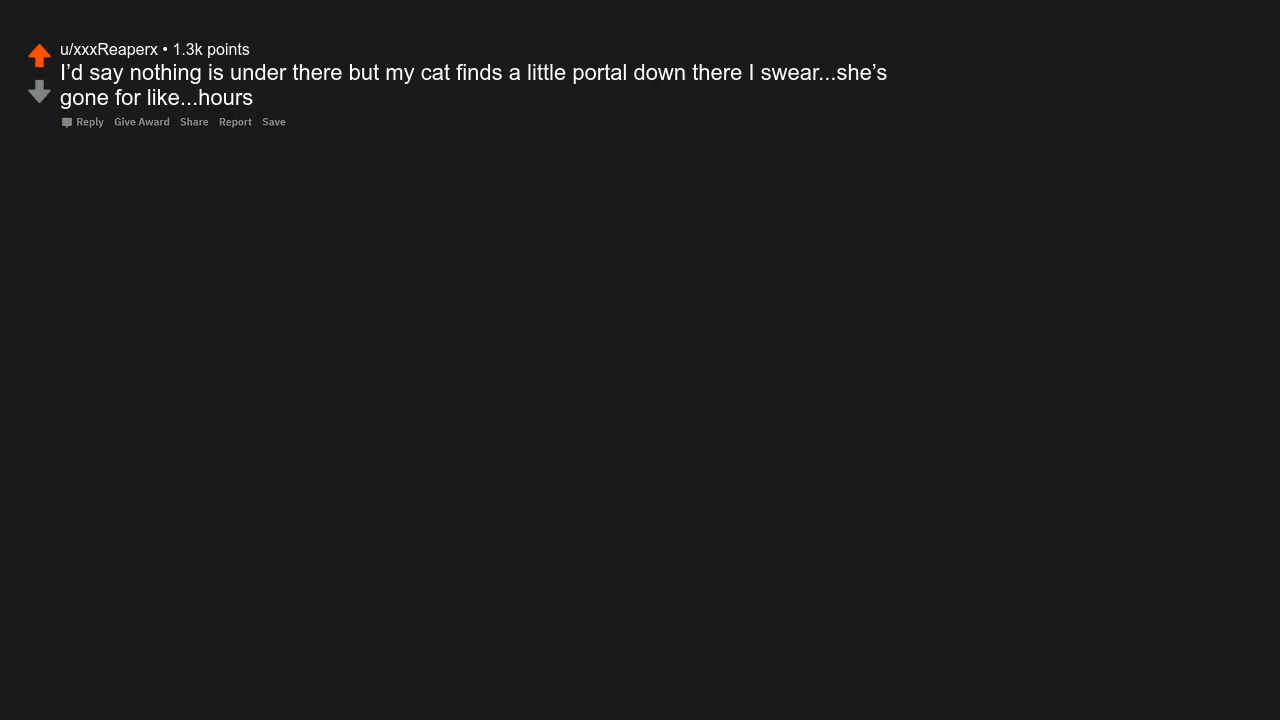 u/xxxReaperx • 1.3k points
I’d say nothing is under there but my cat finds a little portal down there I swear...she’s
gone for like...hours
Reply Give Award Share Report Save